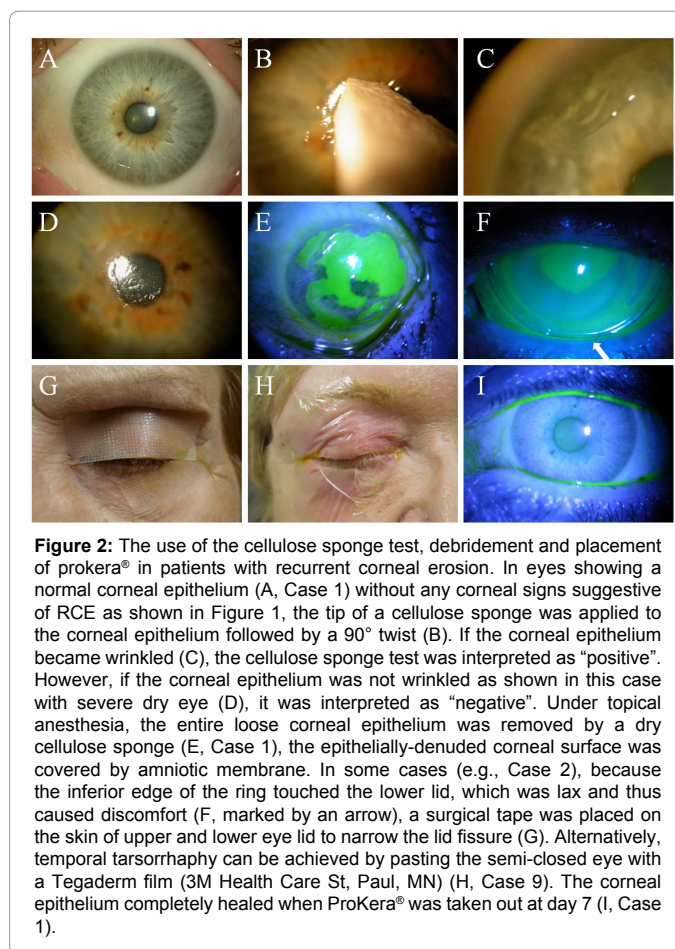 A
B
C
D
E
F
G
H
I
Figure 2: The use of the cellulose sponge test, debridement and placement
of prokera® in patients with recurrent corneal erosion. In eyes showing a
normal corneal epithelium (A, Case 1) without any corneal signs suggestive
of RCE as shown in Figure 1, the tip of a cellulose sponge was applied to
the corneal epithelium followed by a 90° twist (B). If the corneal epithelium
became wrinkled (C), the cellulose sponge test was interpreted as “positive”.
However, if the corneal epithelium was not wrinkled as shown in this case
with severe dry eye (D), it was interpreted as “negative”. Under topical
anesthesia, the entire loose corneal epithelium was removed by a dry
cellulose sponge (E, Case 1), the epithelially-denuded corneal surface was
covered by amniotic membrane. In some cases (e.g., Case 2), because
the inferior edge of the ring touched the lower lid, which was lax and thus
caused discomfort (F, marked by an arrow), a surgical tape was placed on
the skin of upper and lower eye lid to narrow the lid fissure (G). Alternatively,
temporal tarsorrhaphy can be achieved by pasting the semi-closed eye with
a Tegaderm film (3M Health Care St, Paul, MN) (H, Case 9). The corneal
epithelium completely healed when ProKera® was taken out at day 7 (I, Case
1).